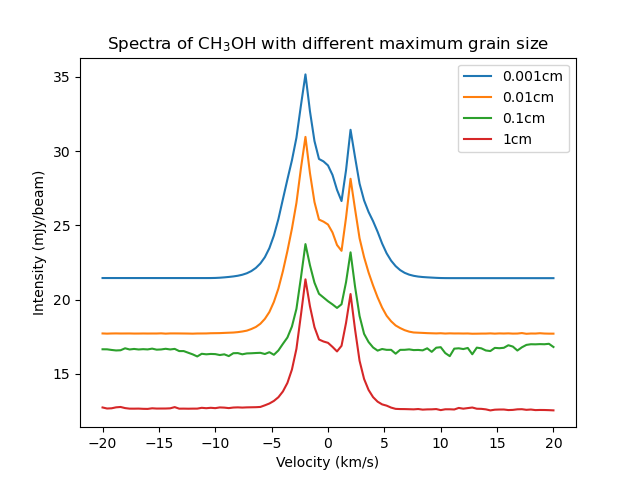 Spectra of CH₃OH with different maximum grain size
35
30
25
20
15
Intensity (mJy/beam)
0.001cm
0.01cm
0.1cm
1cm
−20 −15 −10 −5 0 5 10 15 20
Velocity (km/s)